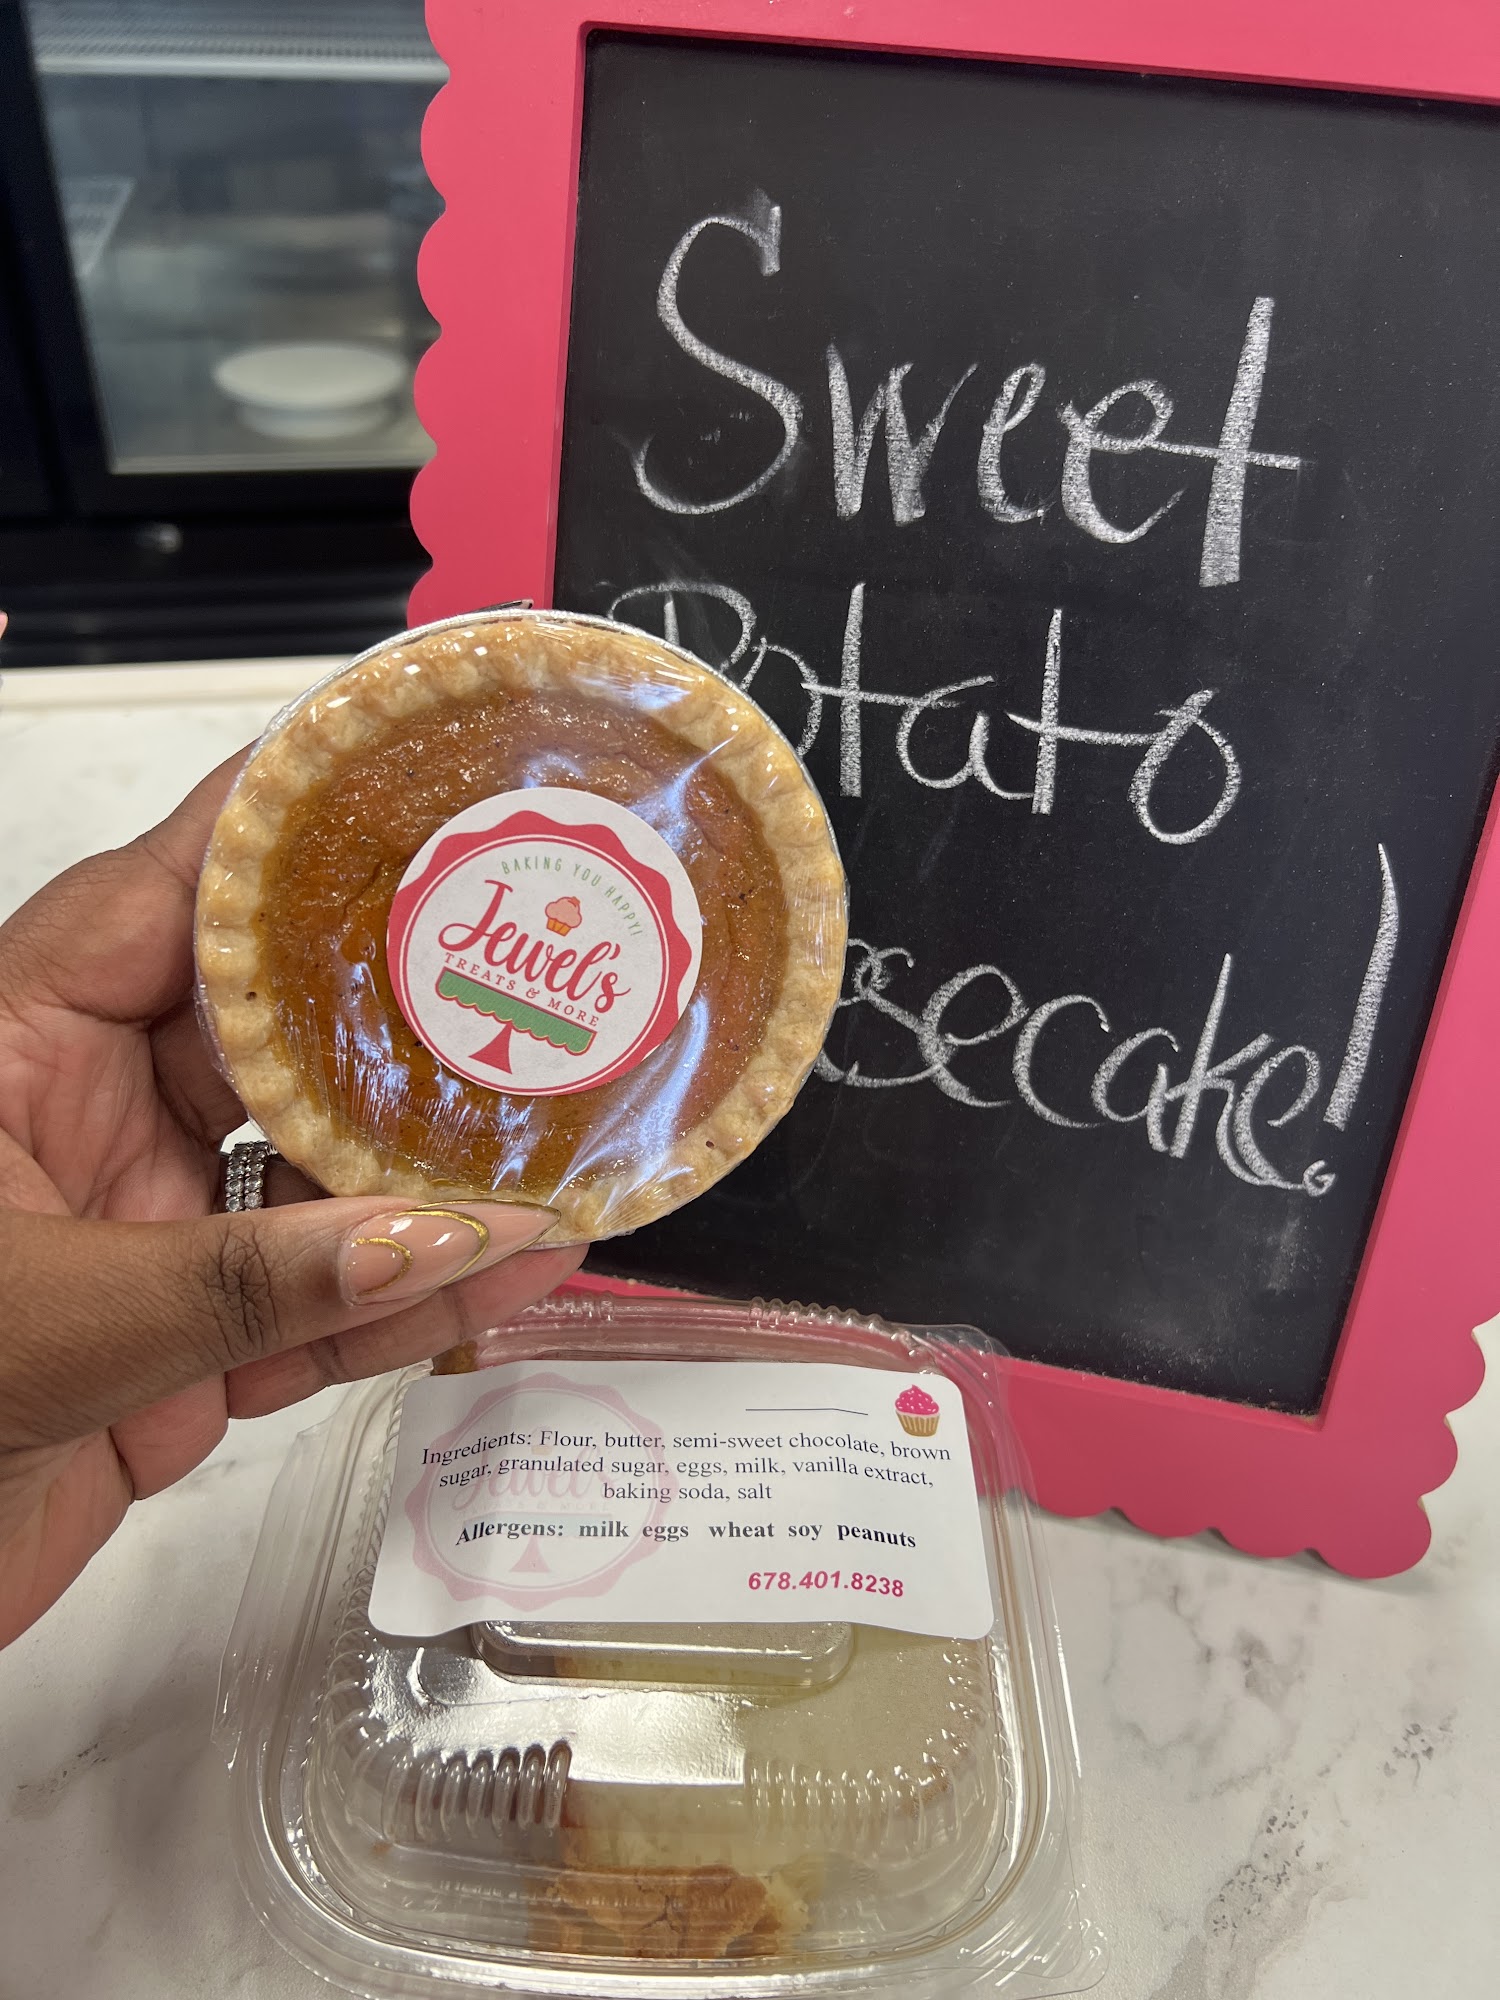 Sweet
Potato
secake!
BAKING YOU HAPPY!
Jewel's
TREATS & MORE
Ingredients: Flour, butter, semi-sweet chocolate, brown
sugar, granulated sugar, eggs, milk, vanilla extract,
baking soda, salt
Allergens: milk eggs wheat soy peanuts
678.401.8238